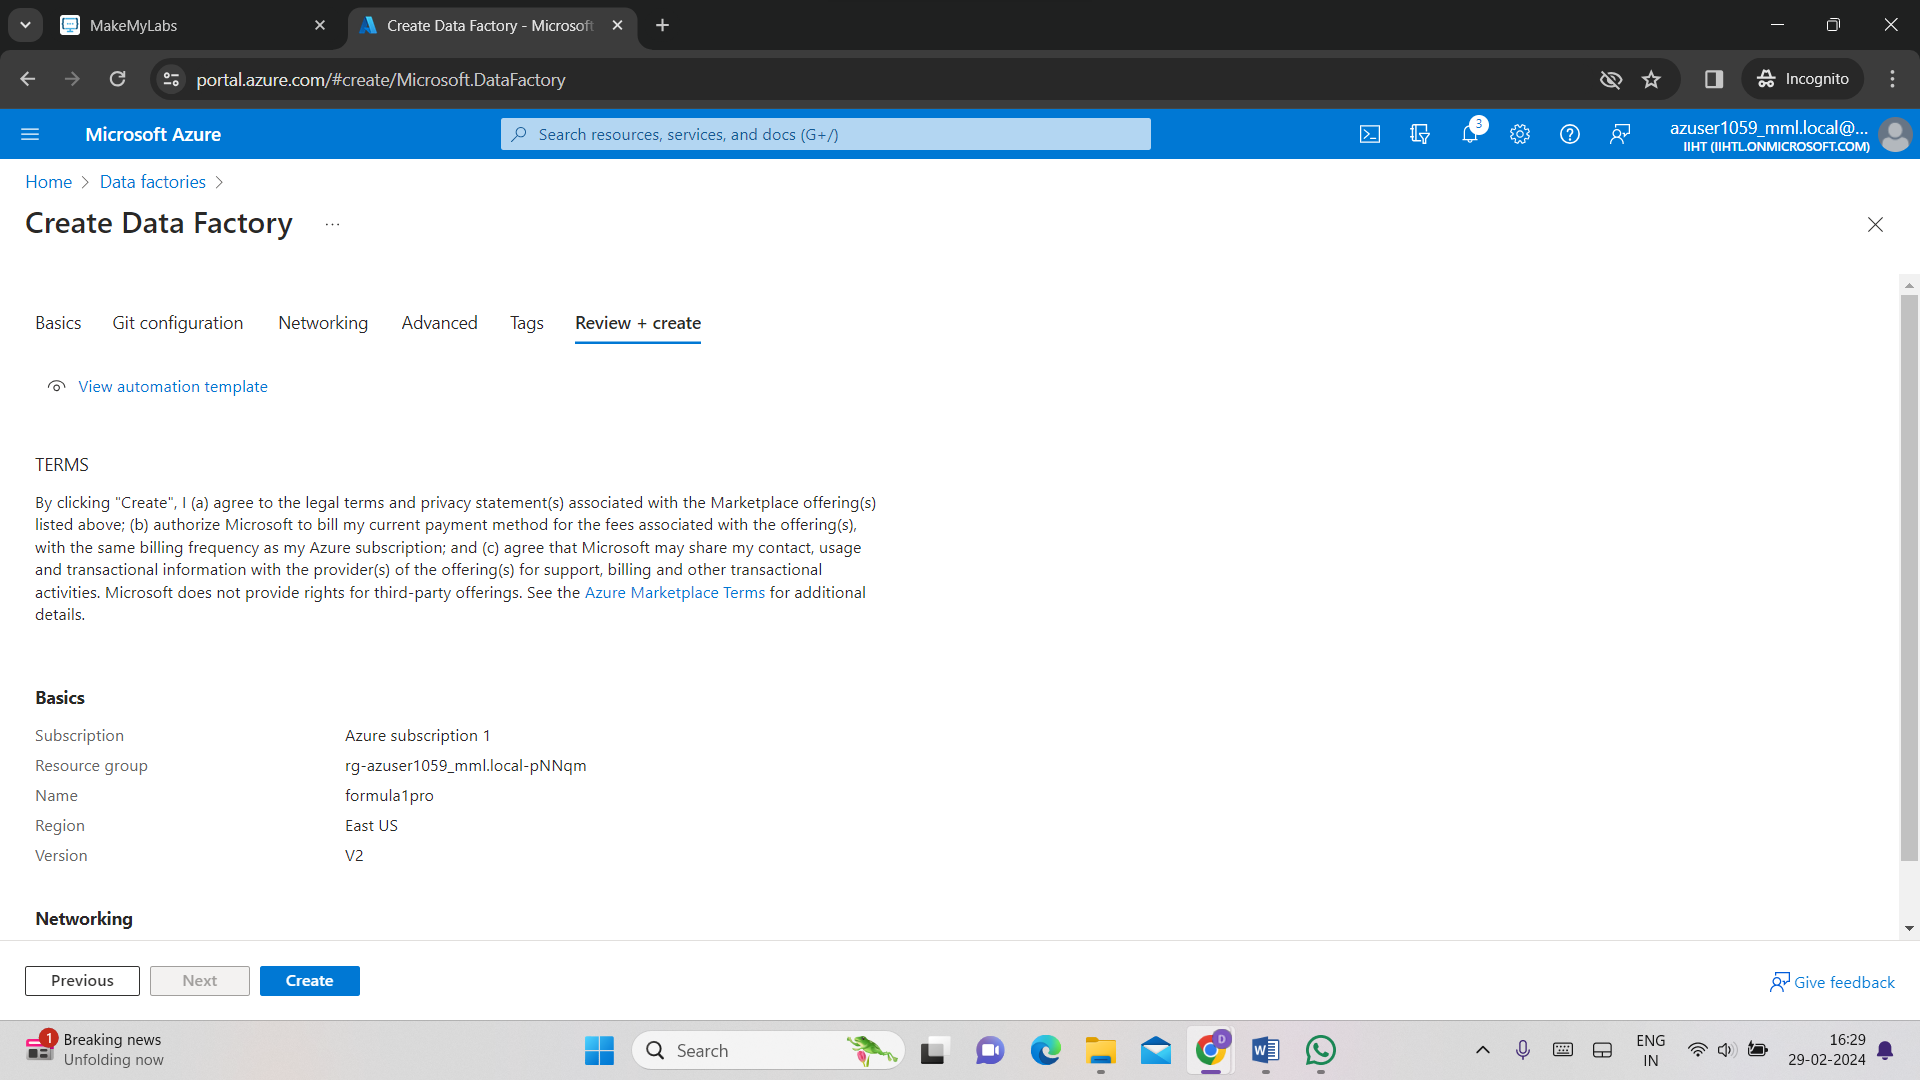 MakeMyLabs
Create Data Factory - Microsoft
portal.azure.com/#create/Microsoft.DataFactory
Incognito
Microsoft Azure
Search resources, services, and docs (G+/)
3
azuser1059_mml.local@...
IIHT (IIHTL.ONMICROSOFT.COM)
Home > Data factories >
Create Data Factory ...
Basics Git configuration Networking Advanced Tags Review + create
View automation template
TERMS
By clicking "Create", I (a) agree to the legal terms and privacy statement(s) associated with the Marketplace offering(s)
listed above; (b) authorize Microsoft to bill my current payment method for the fees associated with the offering(s),
with the same billing frequency as my Azure subscription; and (c) agree that Microsoft may share my contact, usage
and transactional information with the provider(s) of the offering(s) for support, billing and other transactional
activities. Microsoft does not provide rights for third-party offerings. See the Azure Marketplace Terms for additional
details.
Basics
Subscription Azure subscription 1
Resource group rg-azuser1059_mml.local-pNNqm
Name formula1pro
Region East US
Version V2
Networking
Previous Next Create
Give feedback
1
Breaking news
Unfolding now
Search
D
ENG
IN
16:29
29-02-2024